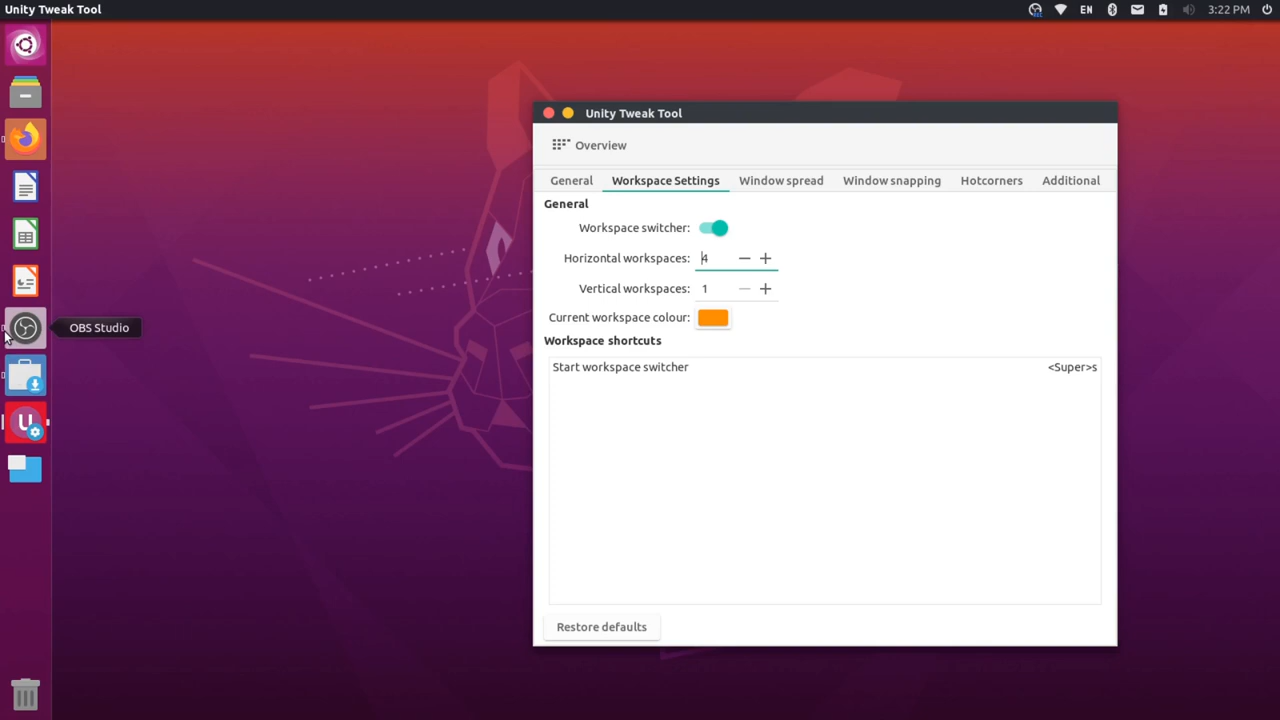 Unity Tweak Tool
EN
3:22 PM
Unity Tweak Tool
Overview
General Workspace Settings Window spread Window snapping Hotcorners Additional
General
Workspace switcher:
Horizontal workspaces: 4
Vertical workspaces: 1
Current workspace colour:
Workspace shortcuts
Start workspace switcher <Super>s
Restore defaults
OBS Studio
U